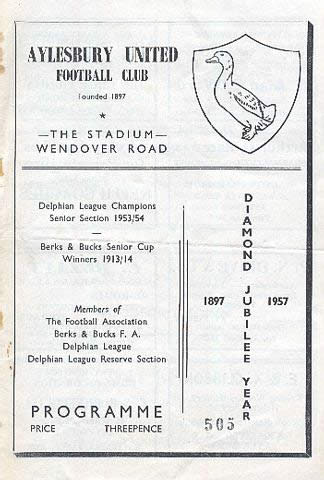 AYLESBURY UNITED
FOOTBALL CLUB
Founded 1897
—THE STADIUM—
WENDOVER ROAD
Delphian League Champions
Senior Section 1953/54
—
Berks & Bucks Senior Cup
Winners 1913/14
Members of
The Football Association
Berks & Bucks F. A.
Delphian League
Delphian League Reserve Section
1897 DIAMOND JUBILEE YEAR 1957
PROGRAMME
PRICE THREEPENCE
505